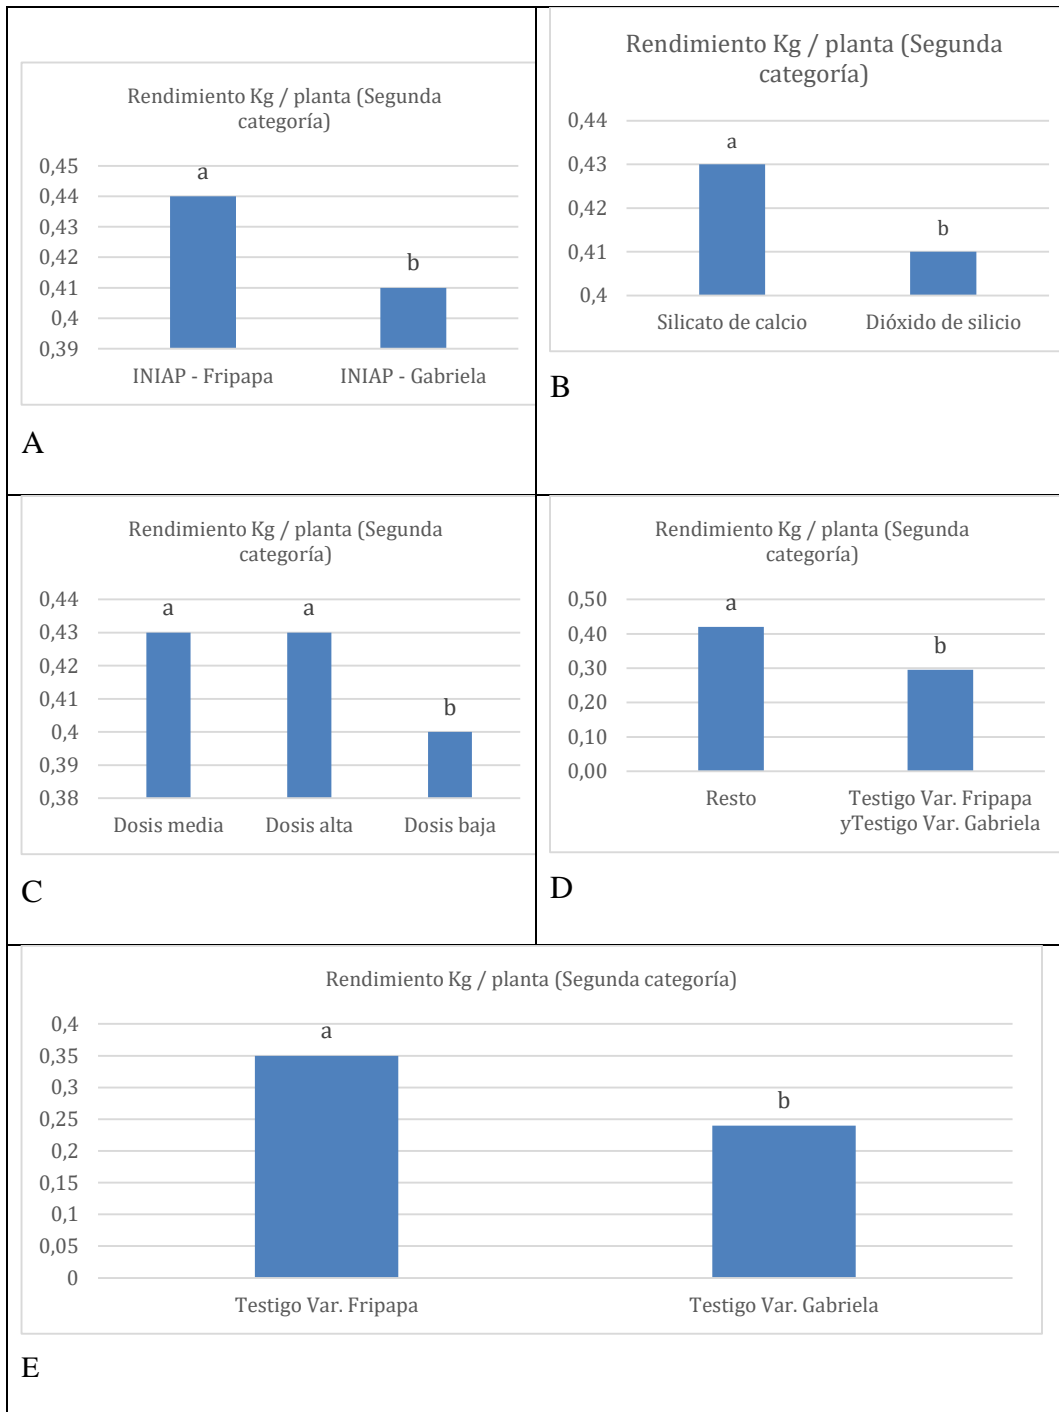 Rendimiento Kg / planta (Segunda
categoría)
0,45
0,44
0,43
0,42
0,41
0,4
0,39
a
b
INIAP - Fripapa
INIAP - Gabriela
A
Rendimiento Kg / planta (Segunda
categoría)
0,44
0,43
0,42
0,41
0,4
a
b
Silicato de calcio
Dióxido de silicio
B
Rendimiento Kg / planta (Segunda
categoría)
0,44
0,43
0,42
0,41
0,4
0,39
0,38
a
a
b
Dosis media
Dosis alta
Dosis baja
C
Rendimiento Kg / planta (Segunda
categoría)
0,50
0,40
0,30
0,20
0,10
0,00
a
b
Resto
Testigo Var. Fripapa
yTestigo Var. Gabriela
D
Rendimiento Kg / planta (Segunda categoría)
0,4
0,35
0,3
0,25
0,2
0,15
0,1
0,05
0
a
b
Testigo Var. Fripapa
Testigo Var. Gabriela
E